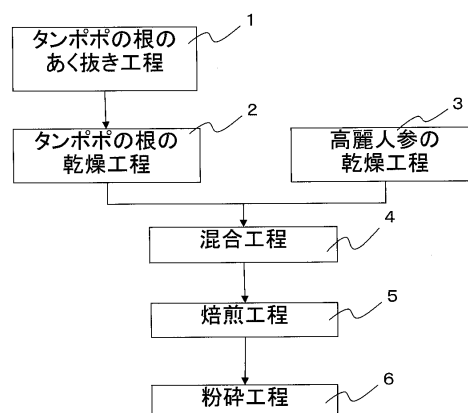 1
タンポポの根の
あく抜き工程
2
3
タンポポの根の
乾燥工程
高麗人参の
乾燥工程
4
混合工程
5
焙煎工程
6
粉砕工程